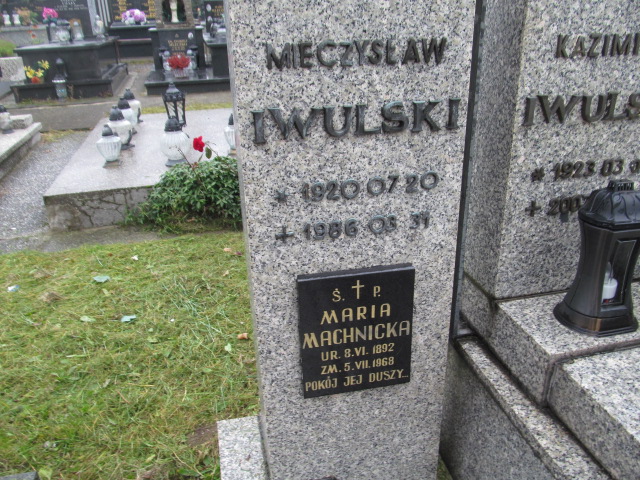 MIECZYSŁAW
IWULSKI
* 1920 07 20
+ 1986 03 31
Ś. † P.
MARIA
MACHNICKA
UR. 8.VI. 1892
ZM. 5.VII. 1968
POKÓJ JEJ DUSZY...
KAZIMI
IWULS
* 1923 03